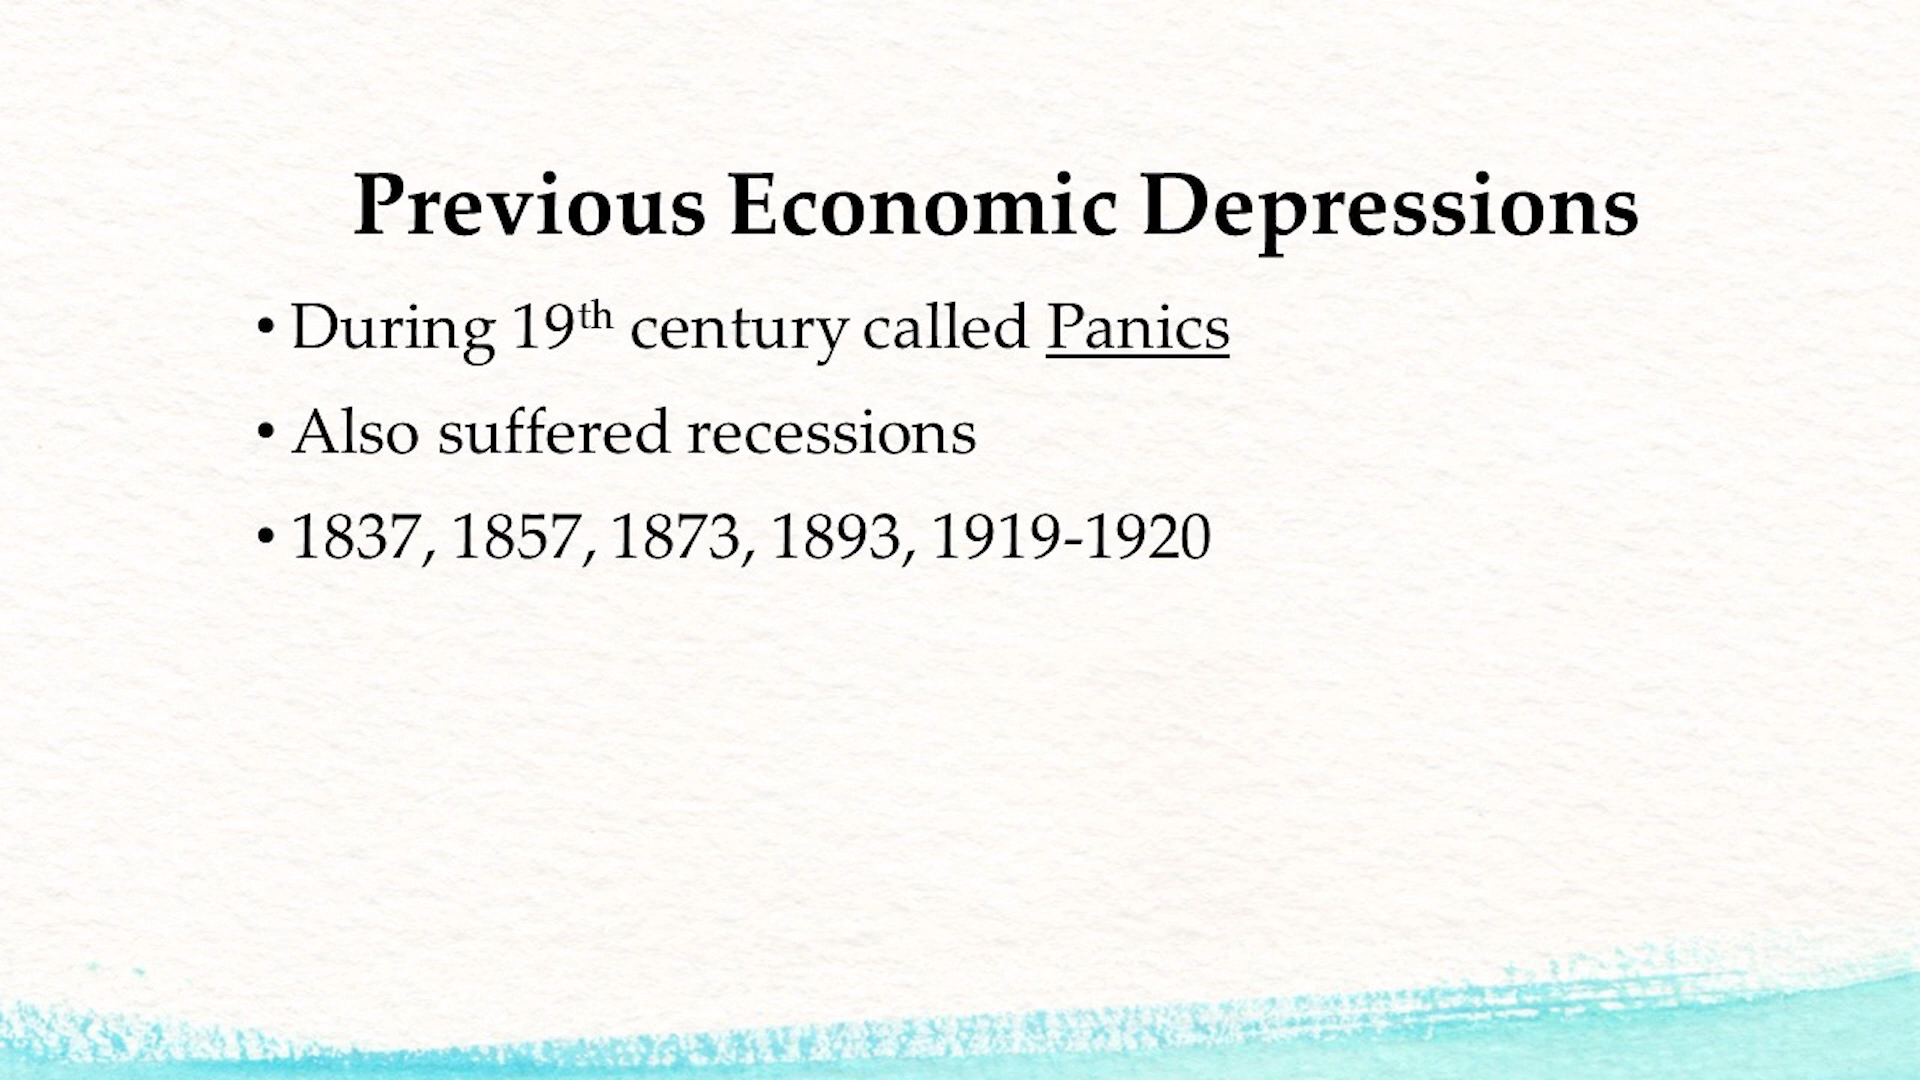 Previous Economic Depressions
• During 19th century called Panics
• Also suffered recessions
• 1837, 1857, 1873, 1893, 1919-1920